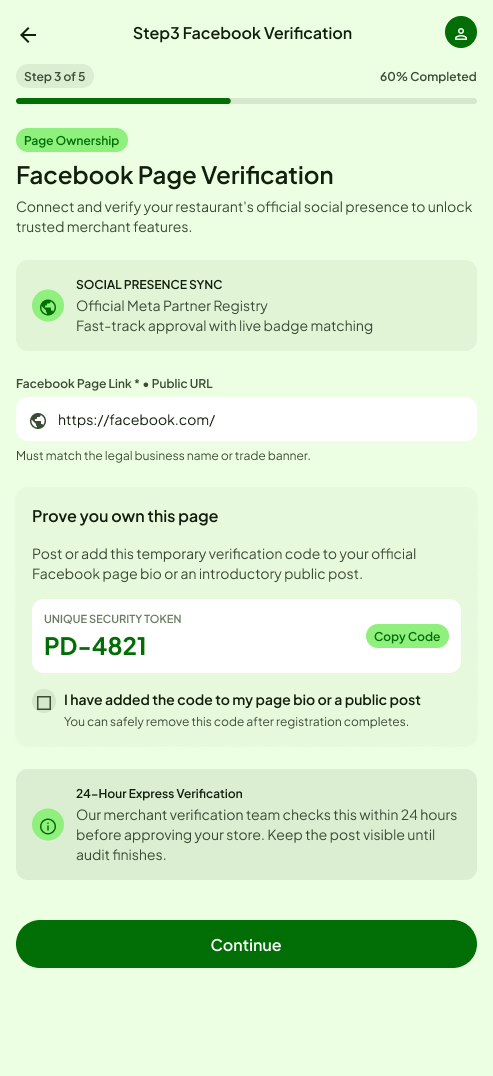 Step3 Facebook Verification
Step 3 of 5
60% Completed
Page Ownership
Facebook Page Verification
Connect and verify your restaurant's official social presence to unlock
trusted merchant features.
SOCIAL PRESENCE SYNC
Official Meta Partner Registry
Fast-track approval with live badge matching
Facebook Page Link * • Public URL
https://facebook.com/
Must match the legal business name or trade banner.
Prove you own this page
Post or add this temporary verification code to your official
Facebook page bio or an introductory public post.
UNIQUE SECURITY TOKEN
PD-4821
Copy Code
I have added the code to my page bio or a public post
You can safely remove this code after registration completes.
24-Hour Express Verification
Our merchant verification team checks this within 24 hours
before approving your store. Keep the post visible until
audit finishes.
Continue